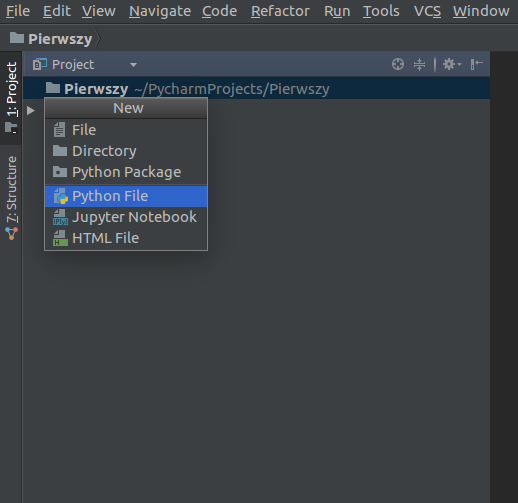 File Edit View Navigate Code Refactor Run Tools VCS Window
Pierwszy
1: Project
Project
Pierwszy ~/PycharmProjects/Pierwszy
New
File
Directory
Python Package
Python File
Jupyter Notebook
HTML File
7: Structure